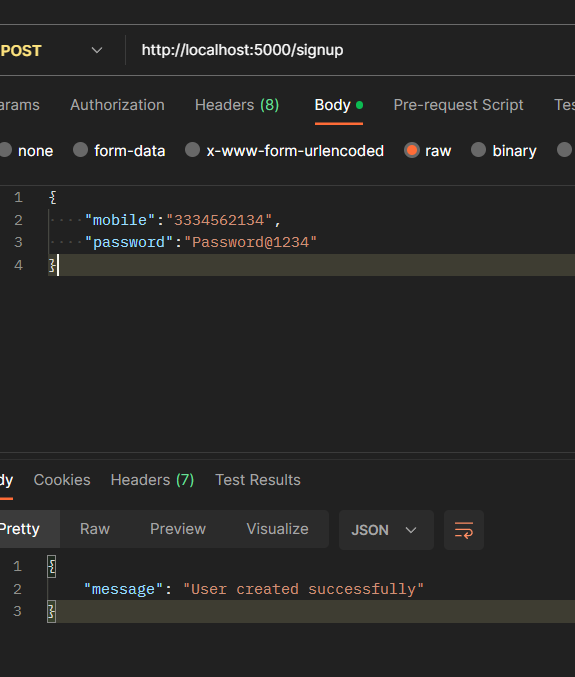 POST http://localhost:5000/signup
arams Authorization Headers (8) Body Pre-request Script Tes
none form-data x-www-form-urlencoded raw binary
1 {
2 "mobile":"3334562134",
3 "password":"Password@1234"
4 }
dy Cookies Headers (7) Test Results
Pretty Raw Preview Visualize JSON
1 {
2 "message": "User created successfully"
3 }